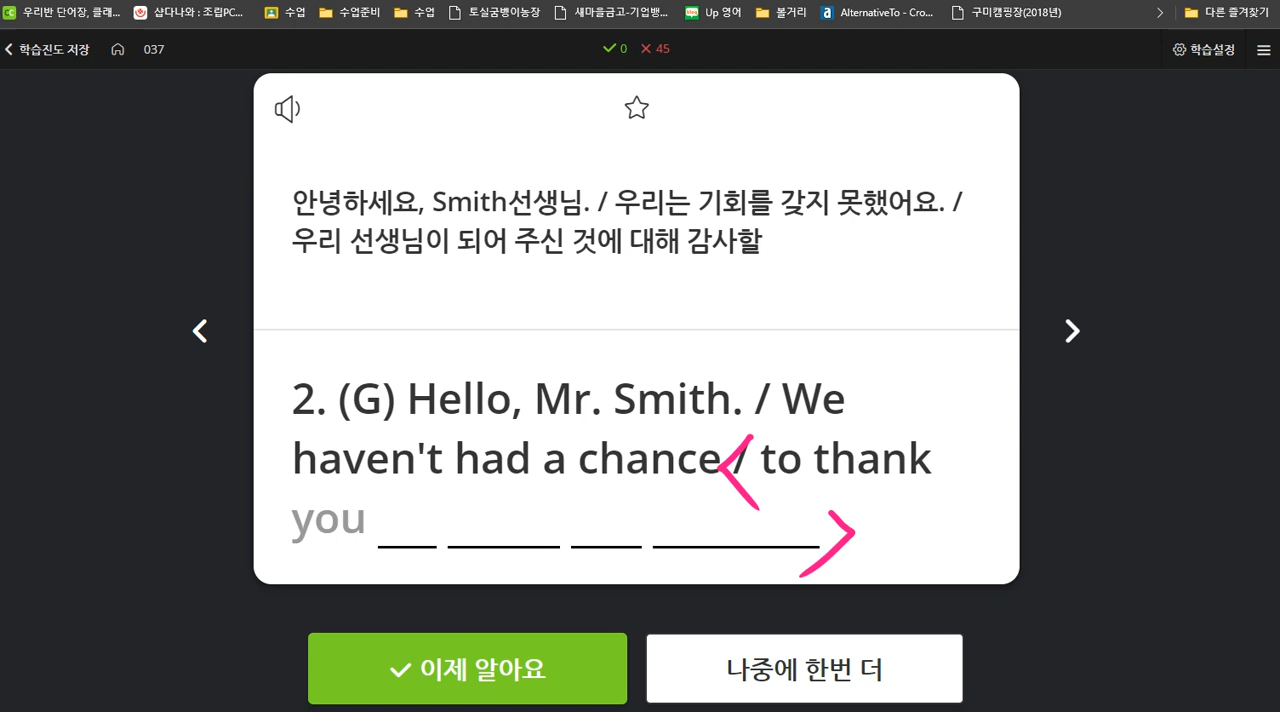 우리반 단어장, 클래... 샵다나와 : 조립PC... 수업 수업준비 수업 토실굼벵이농장 새마을금고-기업뱅... Up 영어 볼거리 AlternativeTo - Cro... 구미캠핑장(2018년) 다른 즐겨찾기
학습진도 저장 037 0 45 학습설정
안녕하세요, Smith선생님. / 우리는 기회를 갖지 못했어요. /
우리 선생님이 되어 주신 것에 대해 감사할
2. (G) Hello, Mr. Smith. / We
haven't had a chance / to thank
you
이제 알아요 나중에 한번 더